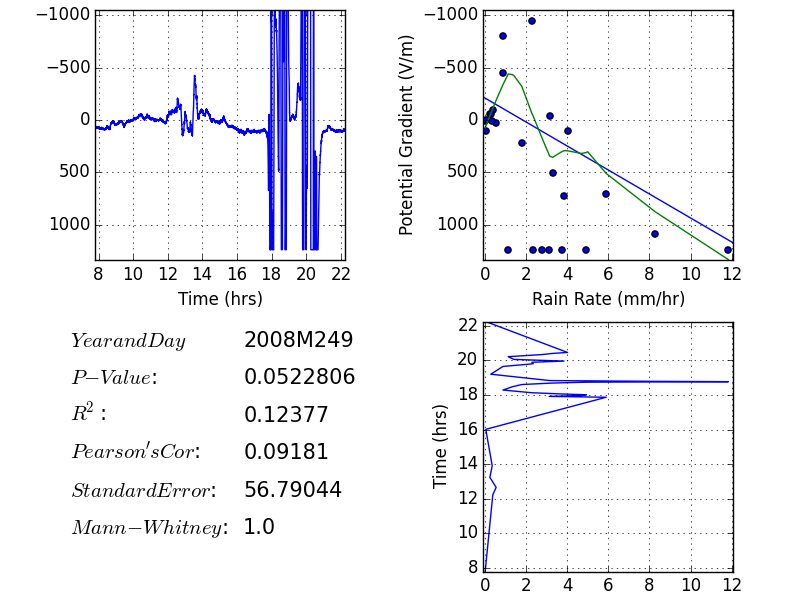 −1000
−500
0
500
1000
8 10 12 14 16 18 20 22
Time (hrs)
Potential Gradient (V/m)
−1000
−500
0
500
1000
0 2 4 6 8 10 12
Rain Rate (mm/hr)
YearandDay 2008M249
P−Value: 0.0522806
R²: 0.12377
Pearson'sCor: 0.09181
StandardError: 56.79044
Mann−Whitney: 1.0
Time (hrs)
22
20
18
16
14
12
10
8
0 2 4 6 8 10 12